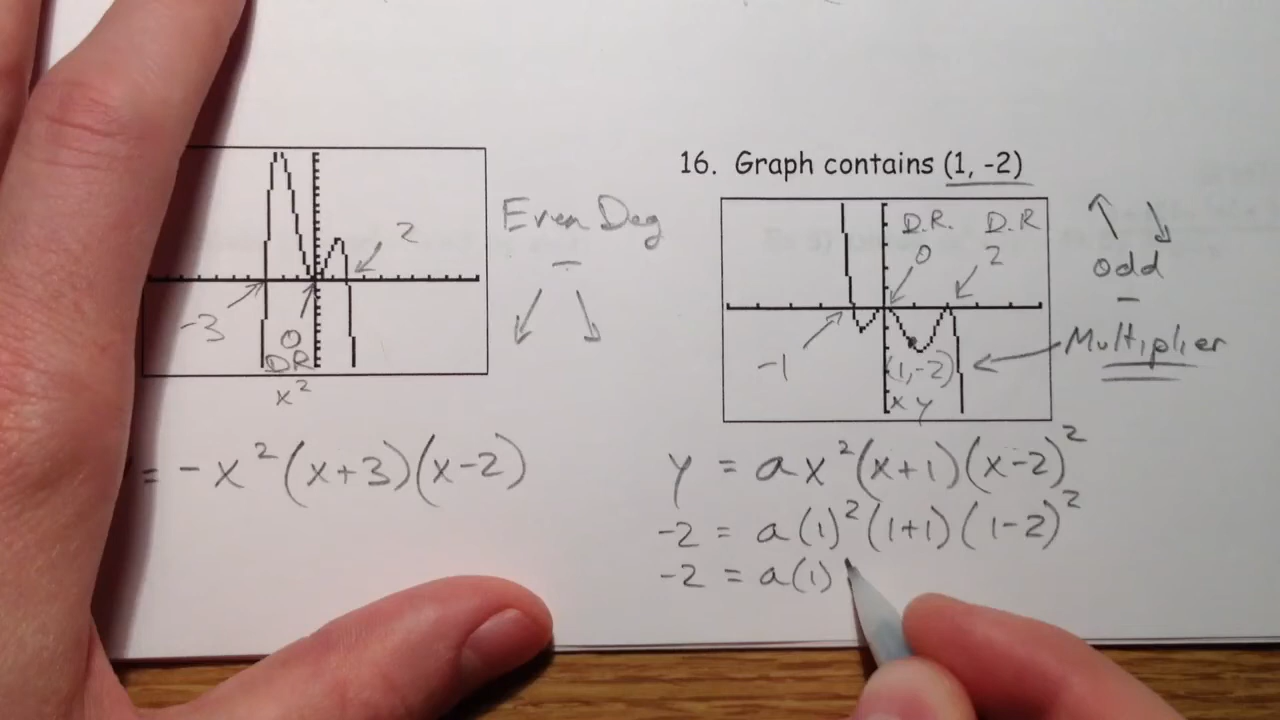 Even Deg
−
2
-3
0
D.R
x²
= -x²(x+3)(x-2)
16. Graph contains (1, -2)
D.R. D.R
0 2
-1
(1,-2)
x y
odd
−
Multiplier
y = ax²(x+1)(x-2)²
-2 = a(1)²(1+1)(1-2)²
-2 = a(1)